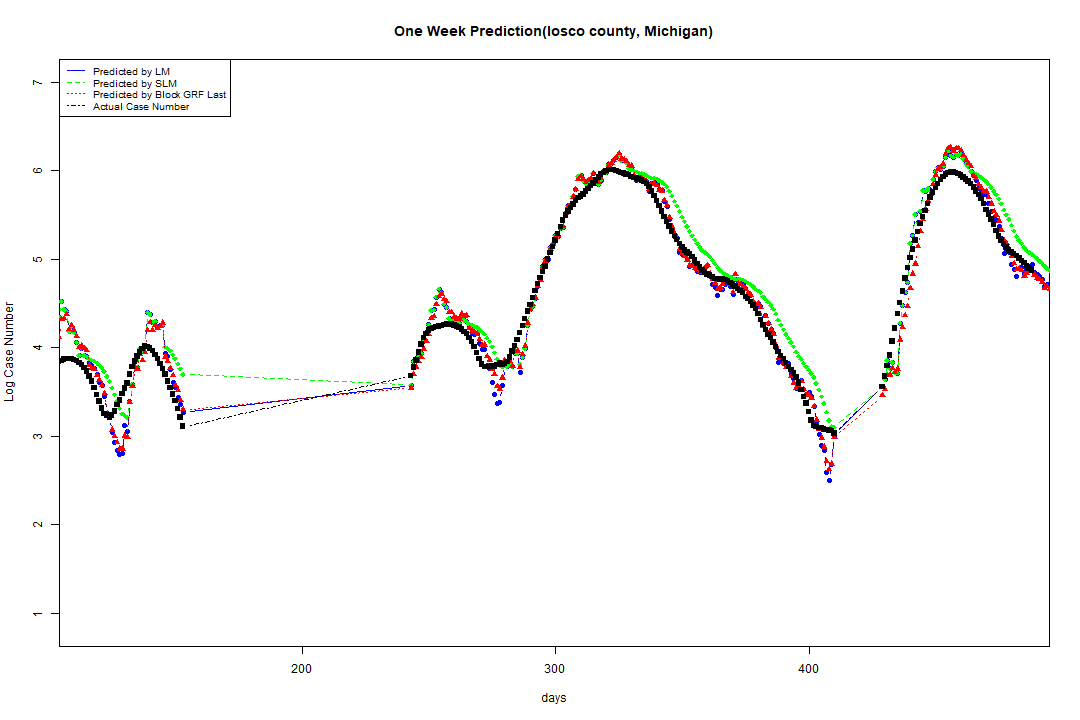 One Week Prediction(Iosco county, Michigan)
Predicted by LM
Predicted by SLM
Predicted by Block GRF Last
Actual Case Number
Log Case Number
7
6
5
4
3
2
1
200
300
400
days